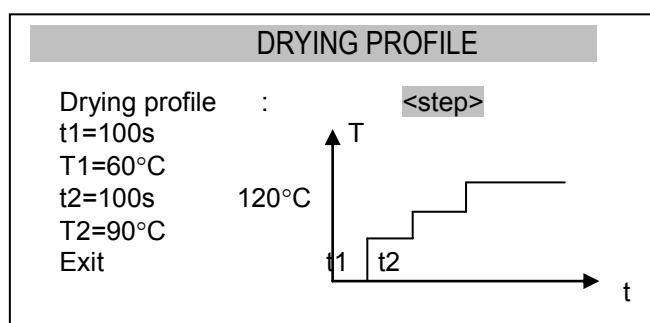 DRYING PROFILE
Drying profile : <step>
t1=100s
T
T1=60°C
t2=100s 120°C
T2=90°C
Exit t1 t2
t